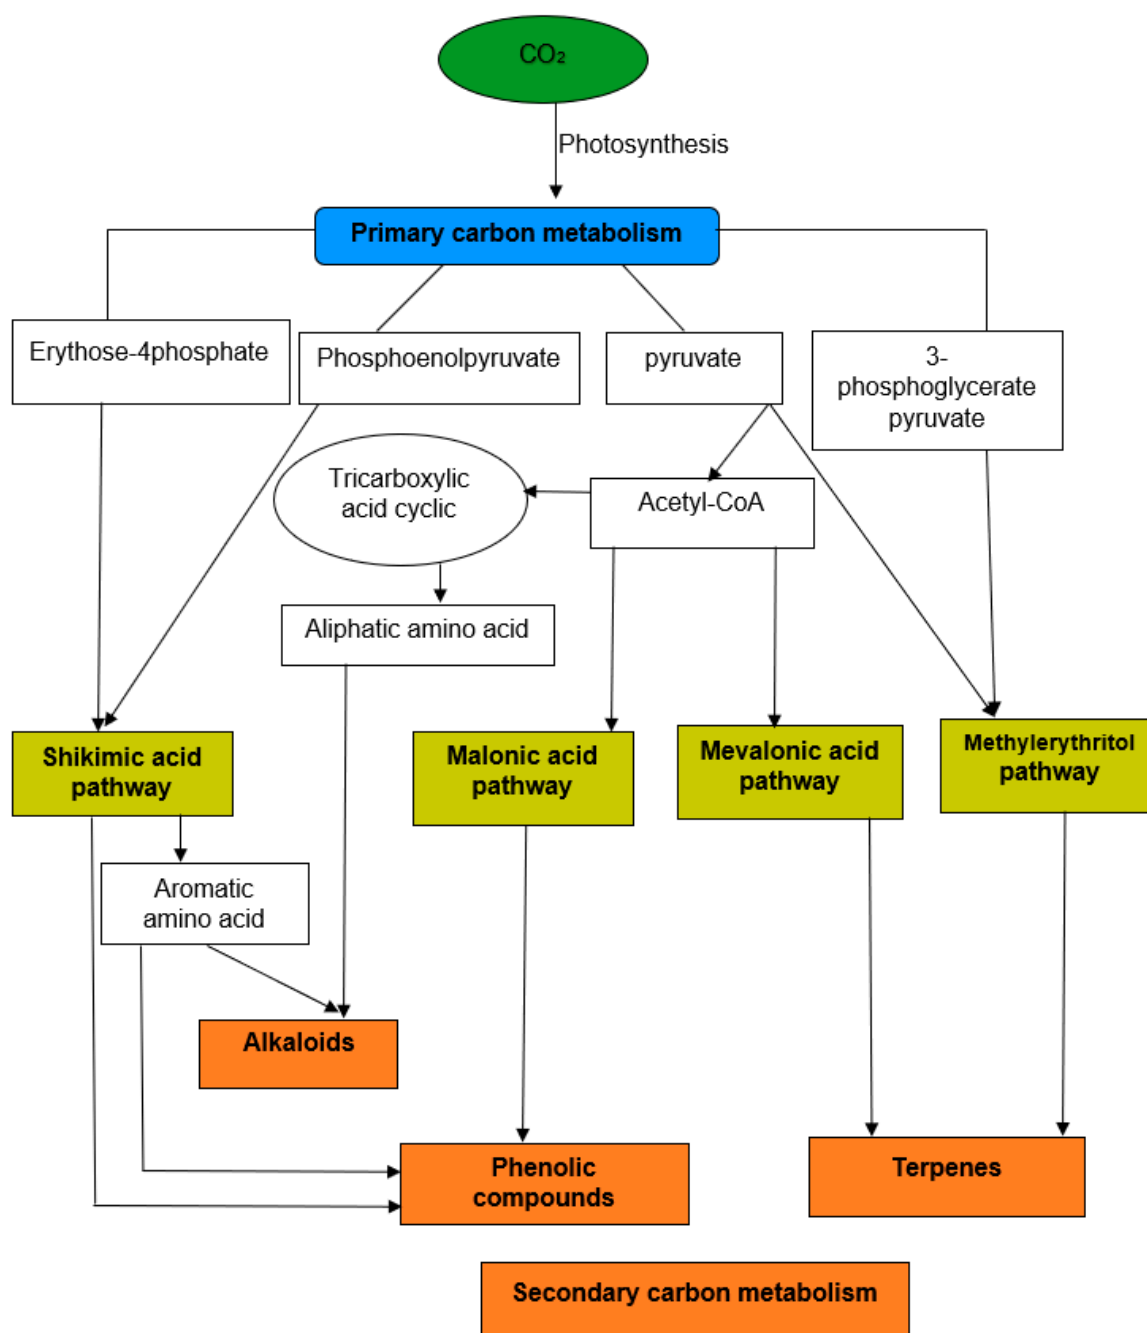 CO₂
Photosynthesis
Primary carbon metabolism
Erythose-4phosphate
Phosphoenolpyruvate
pyruvate
3-
phosphoglycerate
pyruvate
Tricarboxylic
acid cyclic
Acetyl-CoA
Aliphatic amino acid
Shikimic acid
pathway
Malonic acid
pathway
Mevalonic acid
pathway
Methylerythritol
pathway
Aromatic
amino acid
Alkaloids
Phenolic
compounds
Terpenes
Secondary carbon metabolism